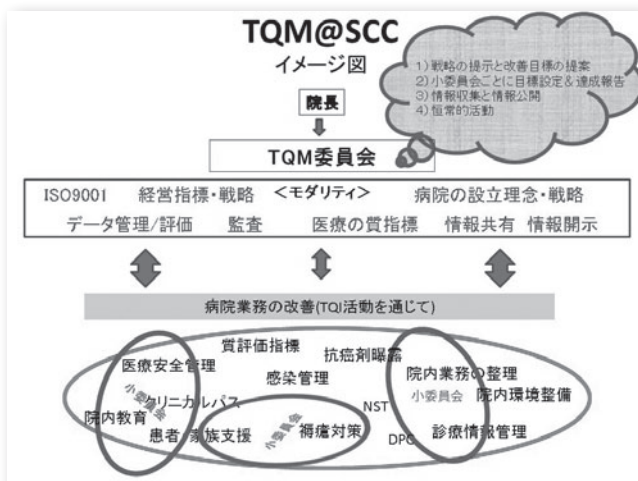 TQM@SCC
イメージ図
1)戦略の提示と改善目標の提案
2)小委員会ごとに目標設定&達成報告
3)情報収集と情報公開
4)恒常的活動
院長
TQM委員会
ISO9001 経営指標・戦略 <モダリティ> 病院の設立理念・戦略
データ管理/評価 監査 医療の質指標 情報共有 情報開示
病院業務の改善(TQI活動を通じて)
質評価指標 抗癌剤曝露
医療安全管理 感染管理 院内業務の整理
小委員会 クリニカルパス NST 小委員会 院内環境整備
院内教育 患者 家族支援 小委員会 褥瘡対策 DPC 診療情報管理